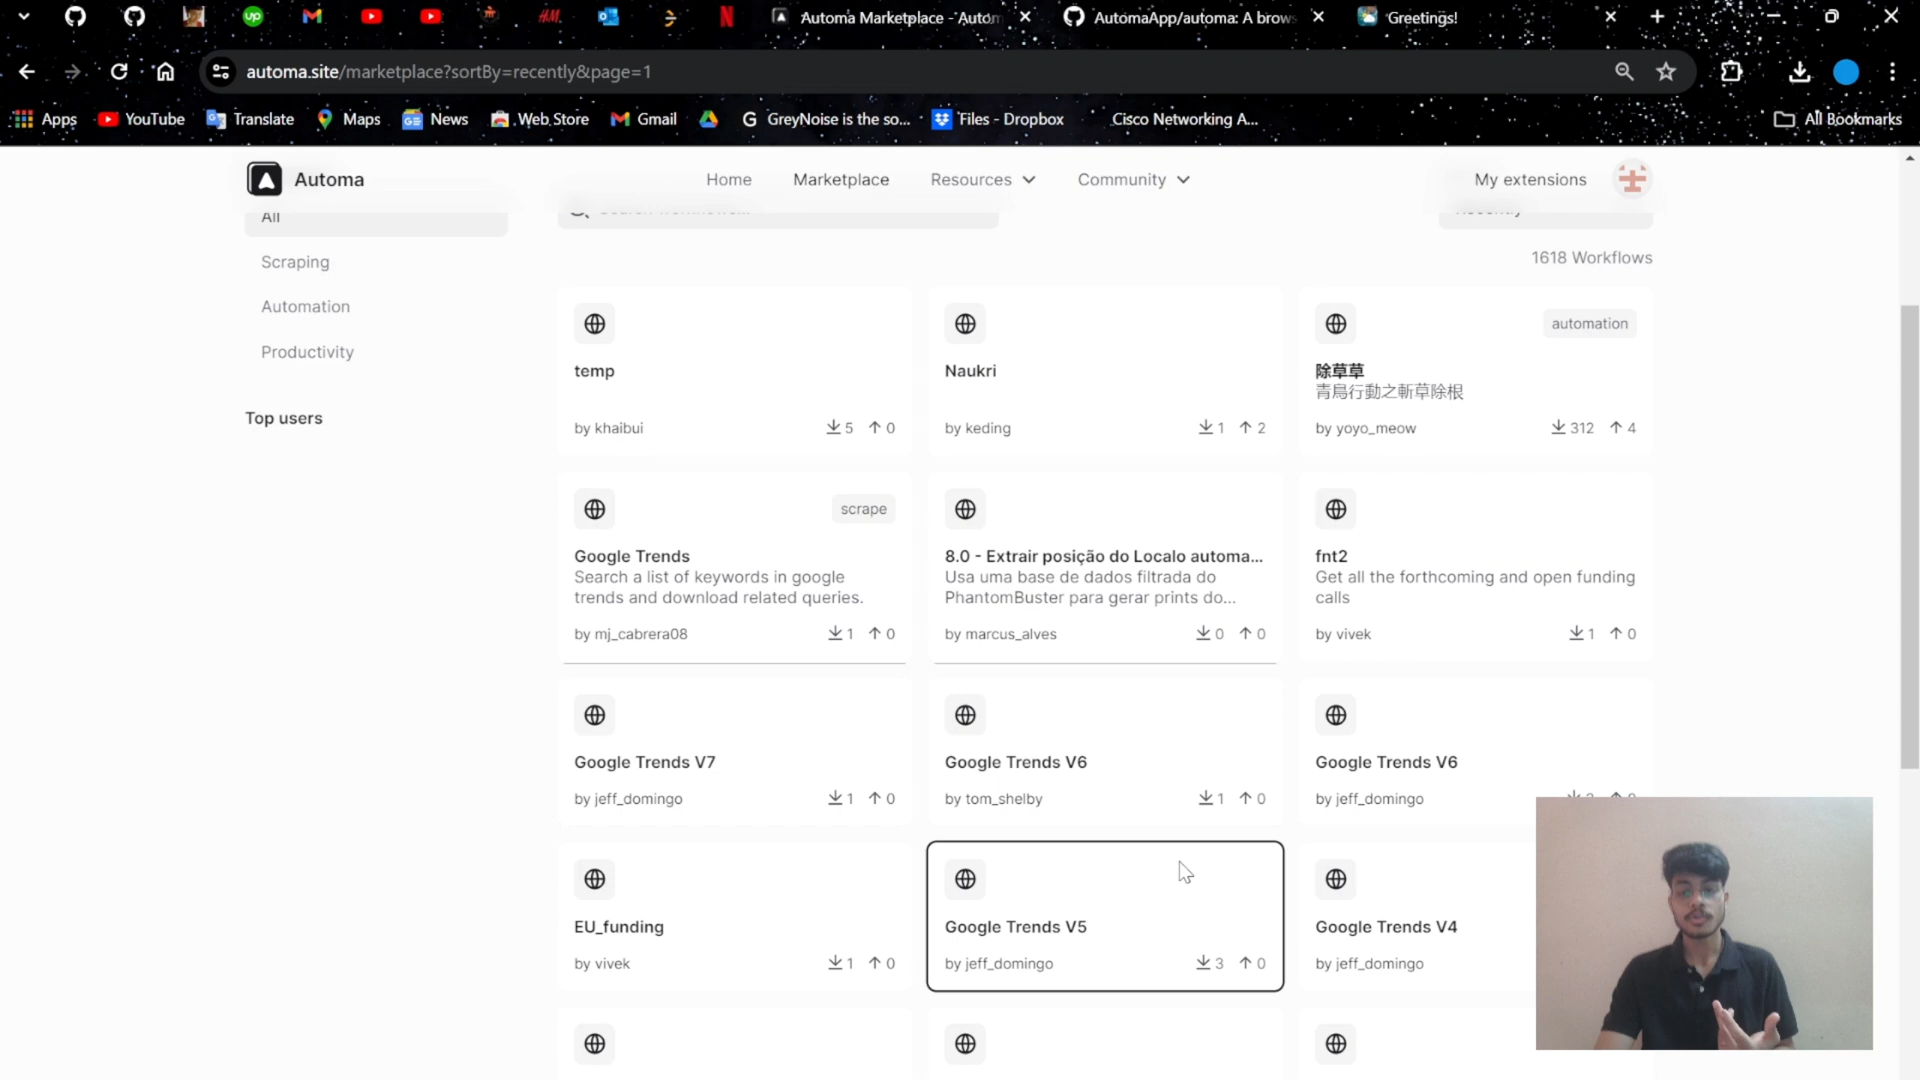 Automa Marketplace - Autom
AutomaApp/automa: A brows
Greetings!
automa.site/marketplace?sortBy=recently&page=1
Apps
YouTube
Translate
Maps
News
Web Store
Gmail
GreyNoise is the so...
Files - Dropbox
Cisco Networking A...
All Bookmarks
Automa
Home
Marketplace
Resources
Community
My extensions
All
Scraping
Automation
Productivity
Top users
Recently
1618 Workflows
temp
by khaibui
5 0
Naukri
by keding
1 2
automation
除草草
青鳥行動之斬草除根
by yoyo_meow
312 4
scrape
Google Trends
Search a list of keywords in google
trends and download related queries.
by mj_cabrera08
1 0
8.0 - Extrair posição do Localo automa...
Usa uma base de dados filtrada do
PhantomBuster para gerar prints do...
by marcus_alves
0 0
fnt2
Get all the forthcoming and open funding
calls
by vivek
1 0
Google Trends V7
by jeff_domingo
1 0
Google Trends V6
by tom_shelby
1 0
Google Trends V6
by jeff_domingo
EU_funding
by vivek
1 0
Google Trends V5
by jeff_domingo
3 0
Google Trends V4
by jeff_domingo